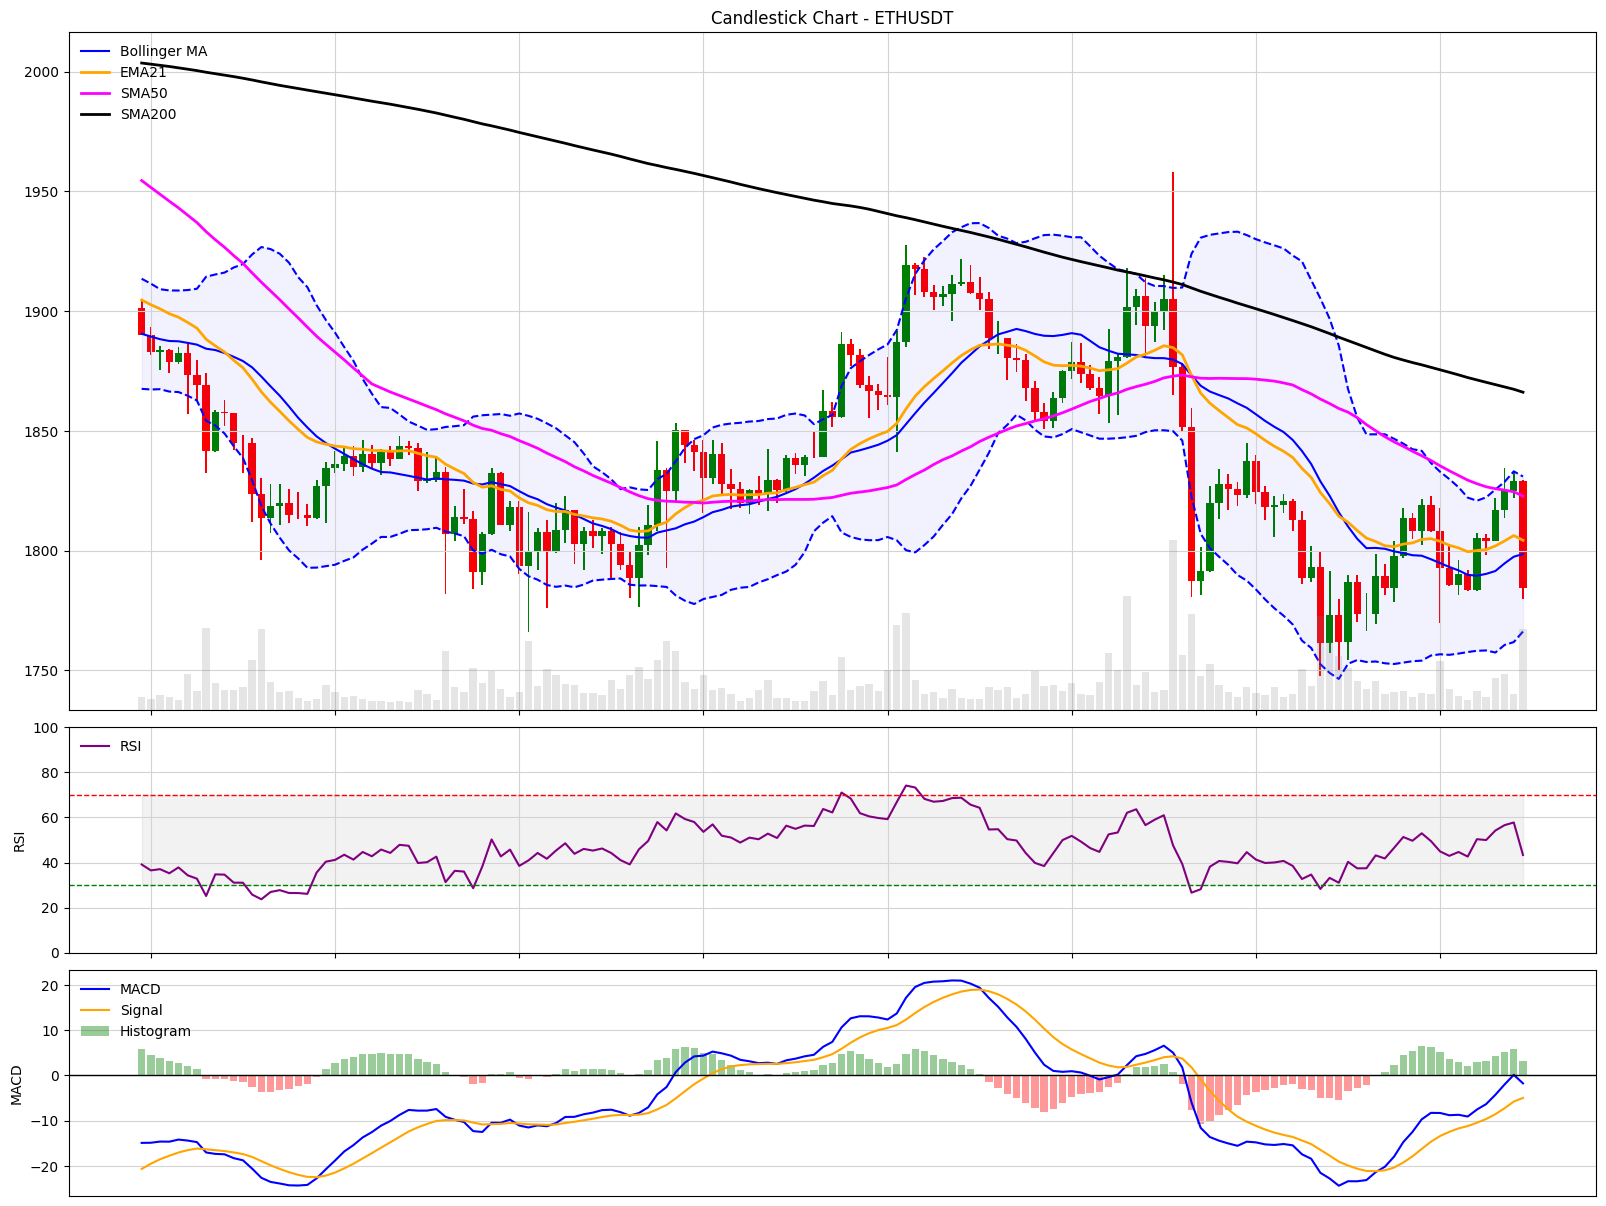 Candlestick Chart - ETHUSDT
Bollinger MA
EMA21
SMA50
SMA200
2000
1950
1900
1850
1800
1750
RSI
100
80
60
40
20
0
RSI
MACD
Signal
Histogram
20
10
0
−10
−20
MACD